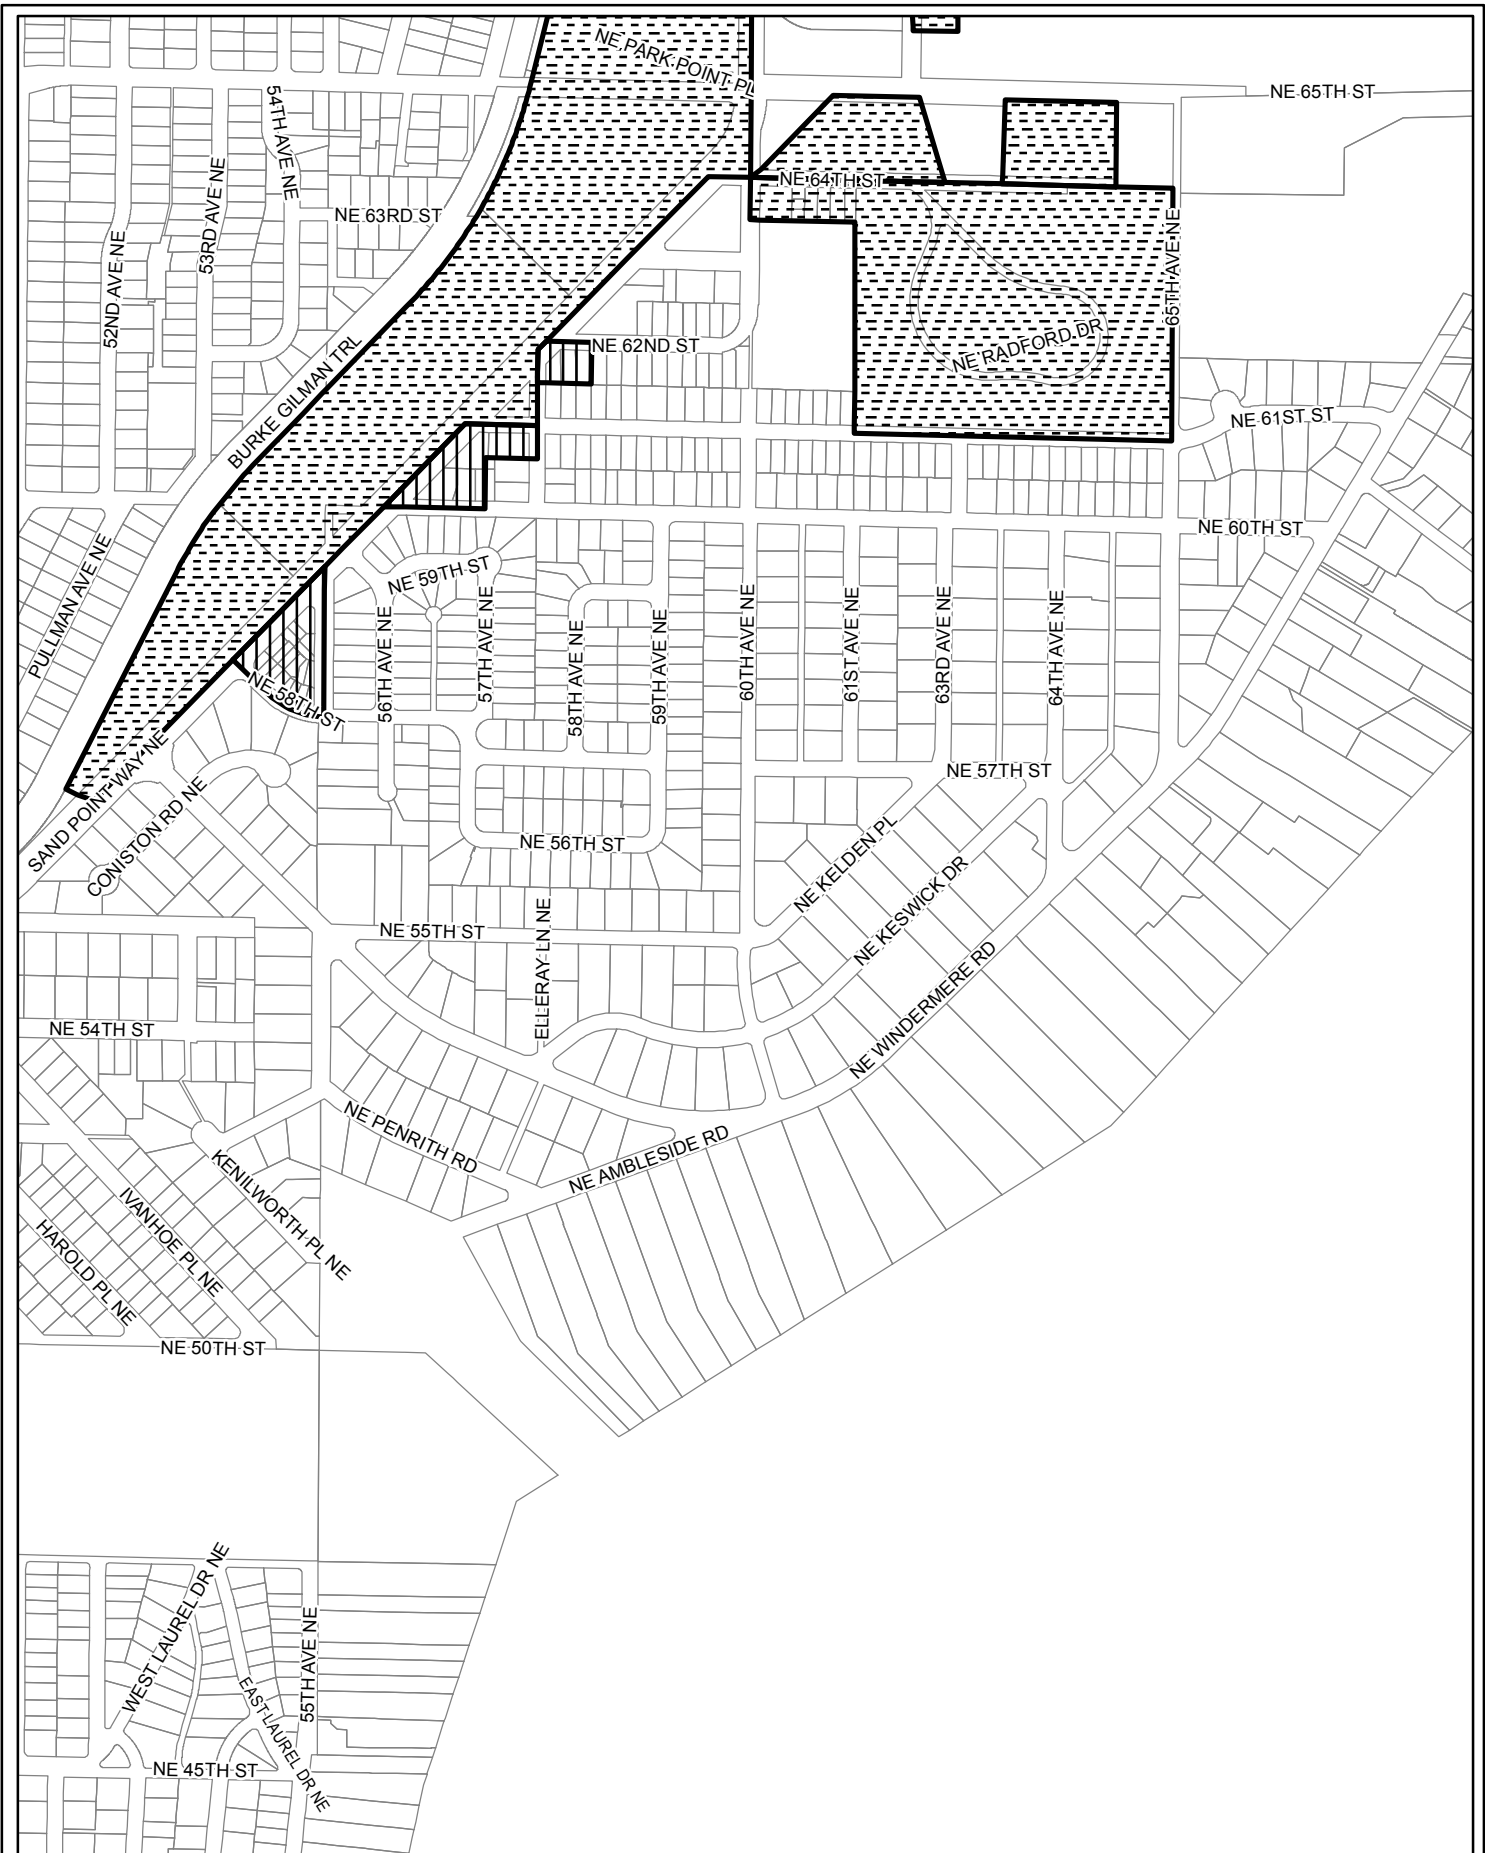 NE PARK POINT PL
NE 65TH ST
54TH AVE NE
53RD AVE NE
NE 64TH ST
NE 63RD ST
52ND AVE NE
65TH AVE NE
BURKE GILMAN TRL
NE 62ND ST
NE RADFORD DR
NE 61ST ST
NE 60TH ST
PULLMAN AVE NE
NE 59TH ST
56TH AVE NE
57TH AVE NE
58TH AVE NE
59TH AVE NE
60TH AVE NE
61ST AVE NE
63RD AVE NE
64TH AVE NE
NE 58TH ST
NE 57TH ST
SAND POINT WAY NE
CONISTON RD NE
NE 56TH ST
NE KELDEN PL
NE KESWICK DR
NE 55TH ST
ELLERAY LN NE
NE WINDERMERE RD
NE 54TH ST
NE PENRITH RD
NE AMBLESIDE RD
KENILWORTH PL NE
IVANHOE PL NE
HAROLD PL NE
NE 50TH ST
WEST LAUREL DR NE
55TH AVE NE
EAST LAUREL DR NE
NE 45TH ST